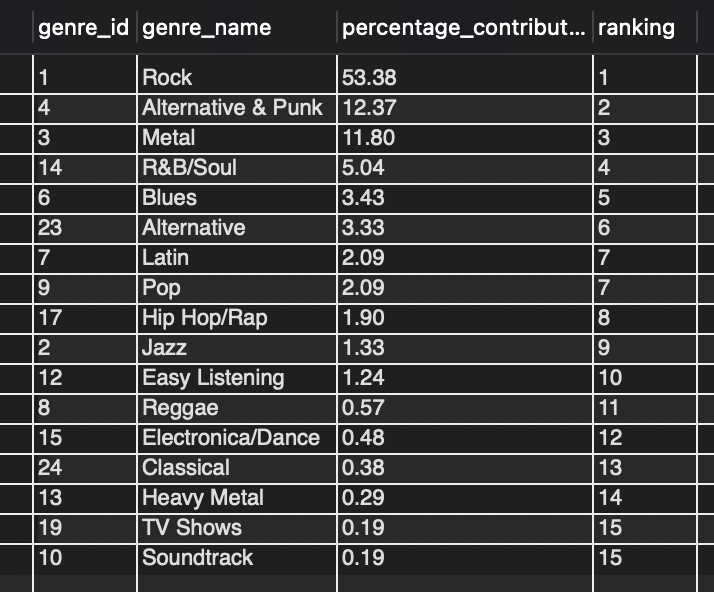 genre_id genre_name percentage_contribut... ranking
1 Rock 53.38 1
4 Alternative & Punk 12.37 2
3 Metal 11.80 3
14 R&B/Soul 5.04 4
6 Blues 3.43 5
23 Alternative 3.33 6
7 Latin 2.09 7
9 Pop 2.09 7
17 Hip Hop/Rap 1.90 8
2 Jazz 1.33 9
12 Easy Listening 1.24 10
8 Reggae 0.57 11
15 Electronica/Dance 0.48 12
24 Classical 0.38 13
13 Heavy Metal 0.29 14
19 TV Shows 0.19 15
10 Soundtrack 0.19 15